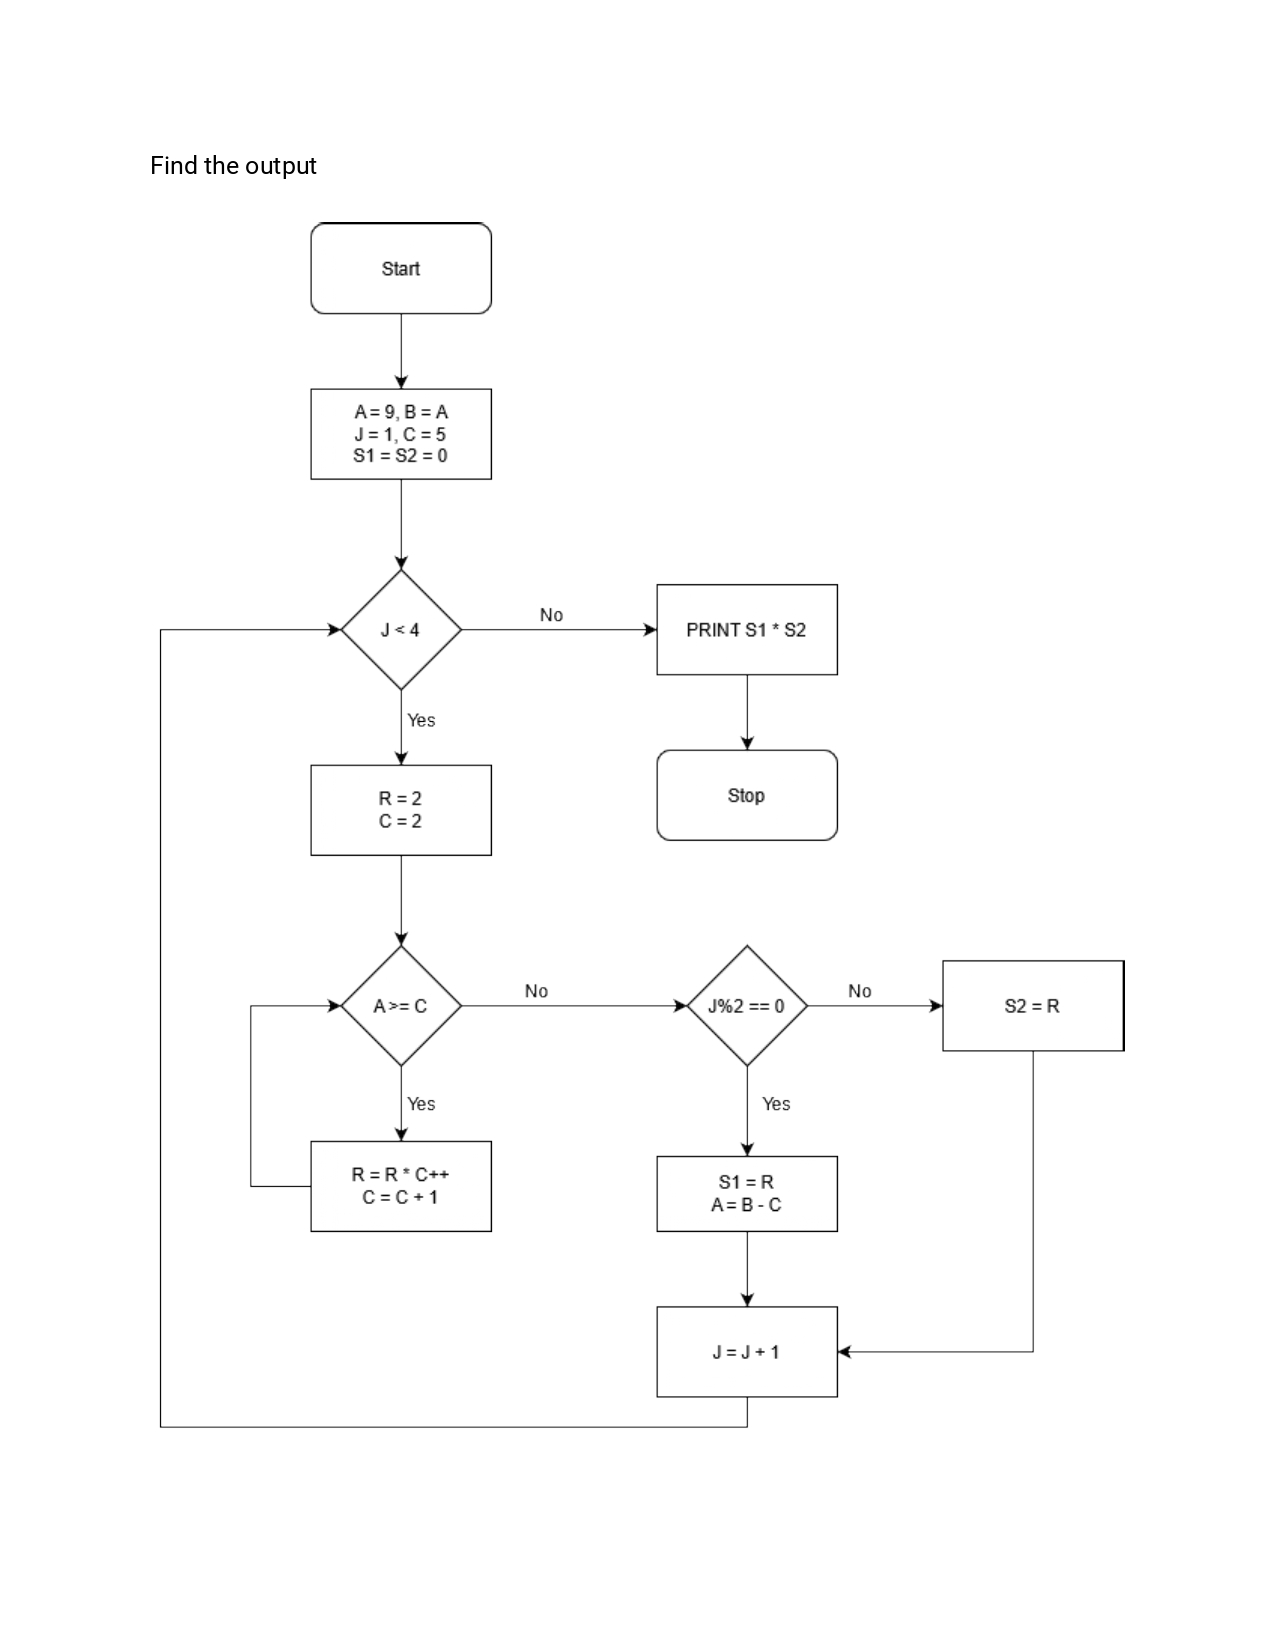 Find the output
Start
A = 9, B = A
J = 1, C = 5
S1 = S2 = 0
J < 4
No
PRINT S1 * S2
Yes
R = 2
C = 2
Stop
A >= C
No
J%2 == 0
No
S2 = R
Yes
Yes
R = R * C++
C = C + 1
S1 = R
A = B - C
J = J + 1